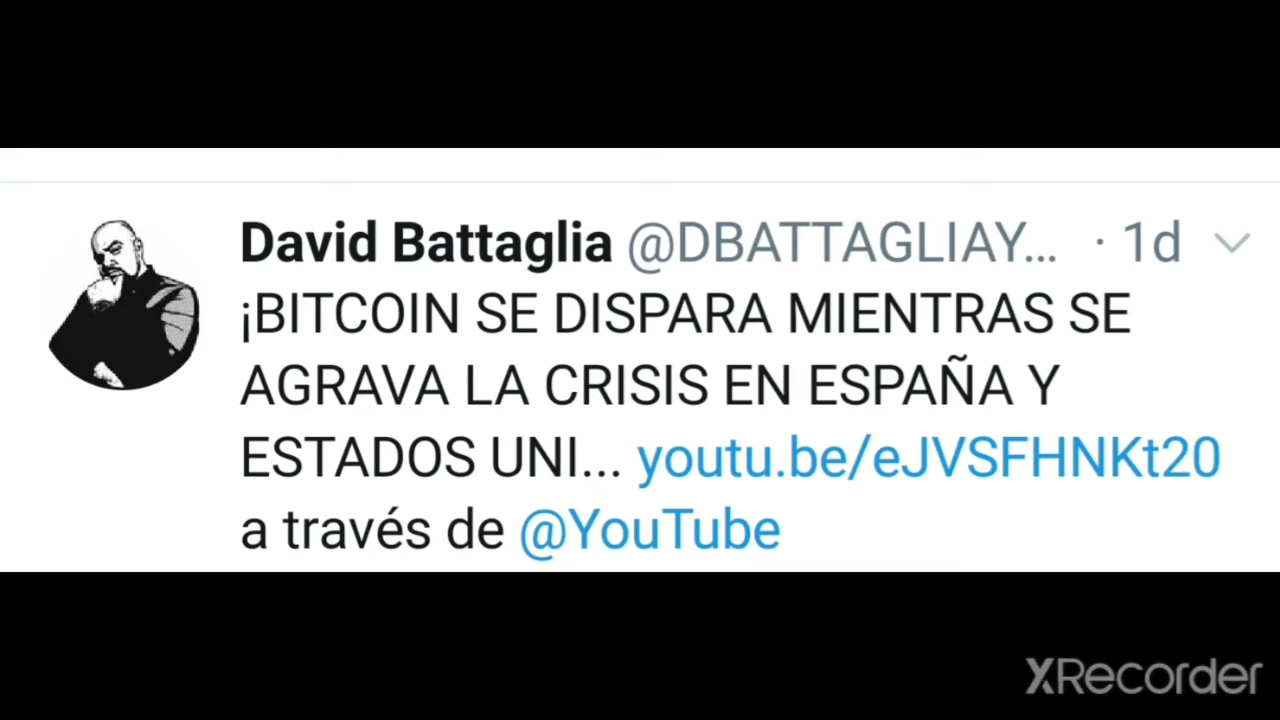 David Battaglia @DBATTAGLIAY... · 1d
¡BITCOIN SE DISPARA MIENTRAS SE
AGRAVA LA CRISIS EN ESPAÑA Y
ESTADOS UNI... youtu.be/eJVSFHNKt20
a través de @YouTube
XRecorder